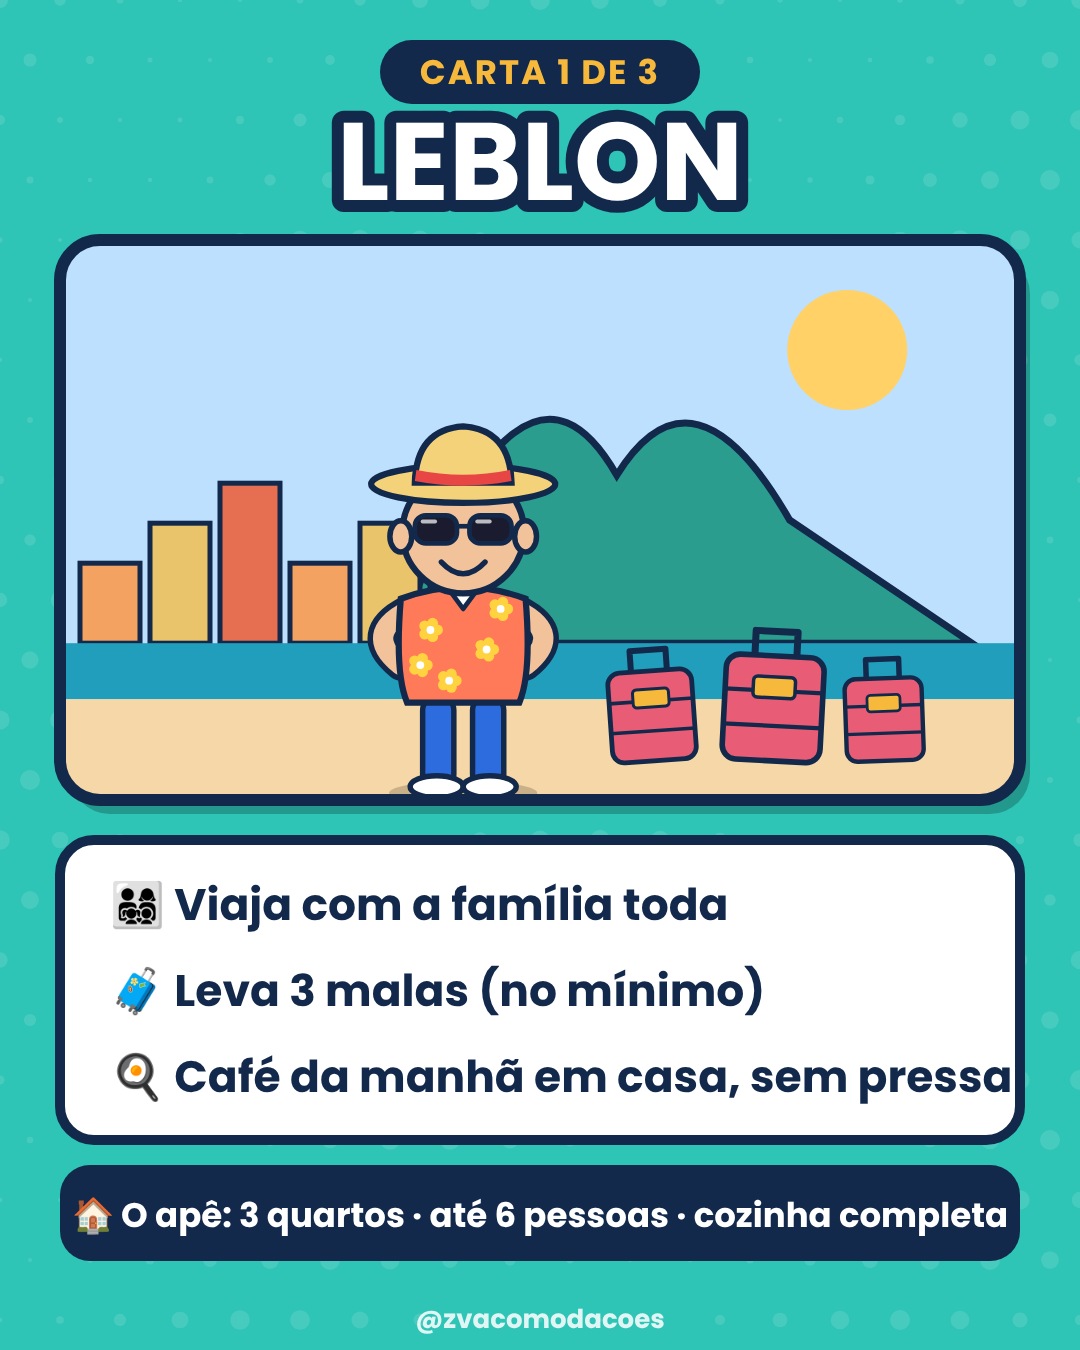 CARTA 1 DE 3
LEBLON
Viaja com a família toda
Leva 3 malas (no mínimo)
Café da manhã em casa, sem pressa
O apê: 3 quartos · até 6 pessoas · cozinha completa
@zvacomodacoes